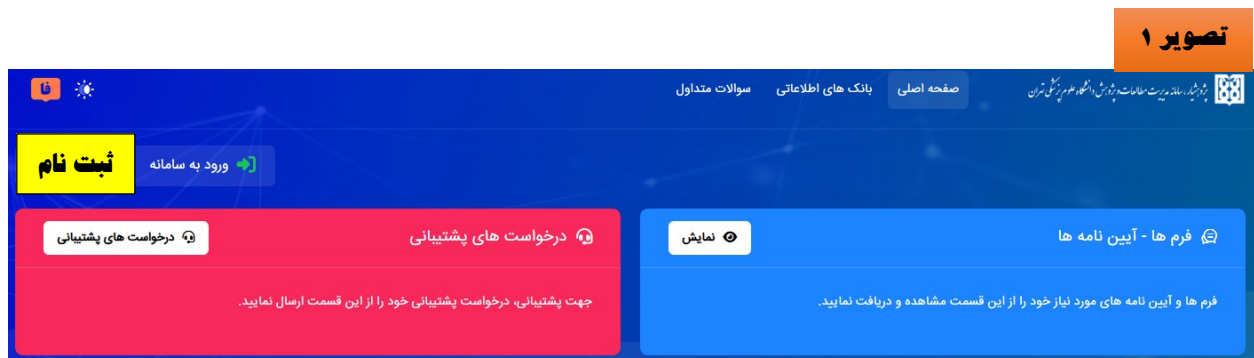 تصویر ۱
پژوهشیار، سامانه مدیریت مطالعات و پژوهش دانشگاه علوم پزشکی تهران
صفحه اصلی
بانک های اطلاعاتی
سوالات متداول
فا
ورود به سامانه
ثبت نام
فرم ها - آیین نامه ها
نمایش
درخواست های پشتیبانی
درخواست های پشتیبانی
فرم ها و آیین نامه های مورد نیاز خود را از این قسمت مشاهده و دریافت نمایید.
جهت پشتیبانی، درخواست پشتیبانی خود را از این قسمت ارسال نمایید.